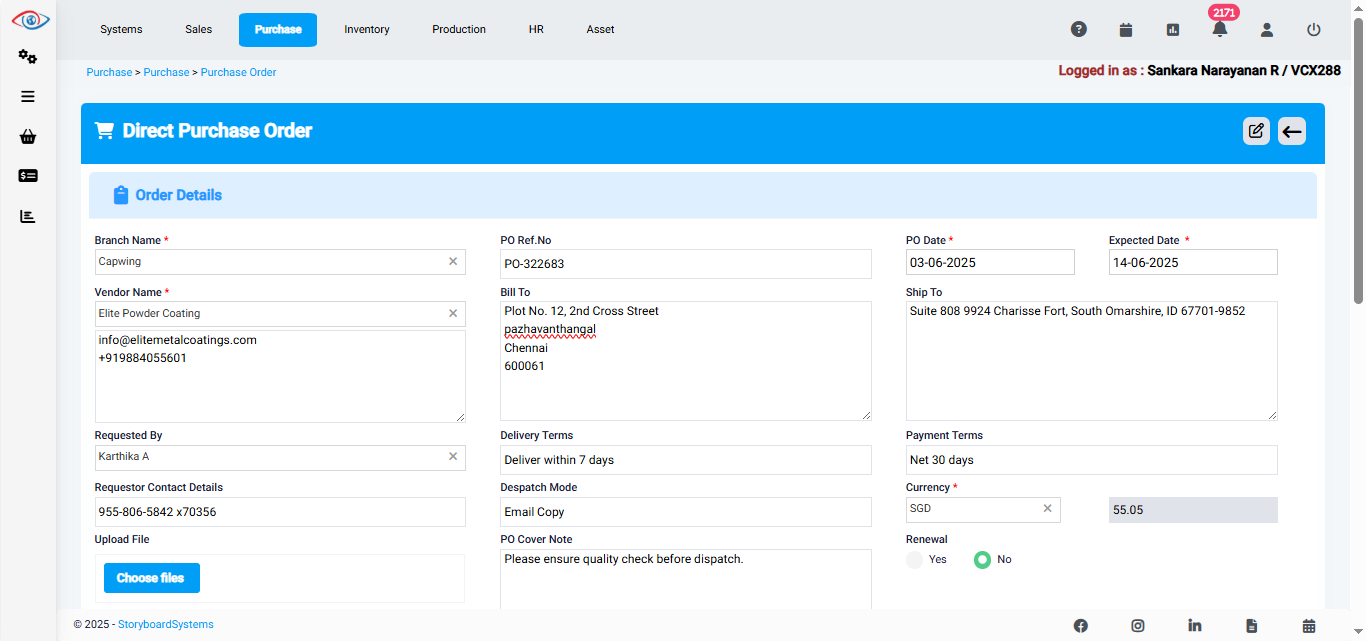 Systems
Sales
Purchase
Inventory
Production
HR
Asset
2171
Purchase > Purchase > Purchase Order
Logged in as : Sankara Narayanan R / VCX288
Direct Purchase Order
Order Details
Branch Name *
Capwing
PO Ref.No
PO-322683
PO Date *
03-06-2025
Expected Date *
14-06-2025
Vendor Name *
Elite Powder Coating
info@elitemetalcoatings.com
+919884055601
Bill To
Plot No. 12, 2nd Cross Street
pazhavanthangal
Chennai
600061
Ship To
Suite 808 9924 Charisse Fort, South Omarshire, ID 67701-9852
Requested By
Karthika A
Delivery Terms
Deliver within 7 days
Payment Terms
Net 30 days
Requestor Contact Details
955-806-5842 x70356
Despatch Mode
Email Copy
Currency *
SGD
55.05
Upload File
Choose files
PO Cover Note
Please ensure quality check before dispatch.
Renewal
Yes
No
© 2025 - StoryboardSystems